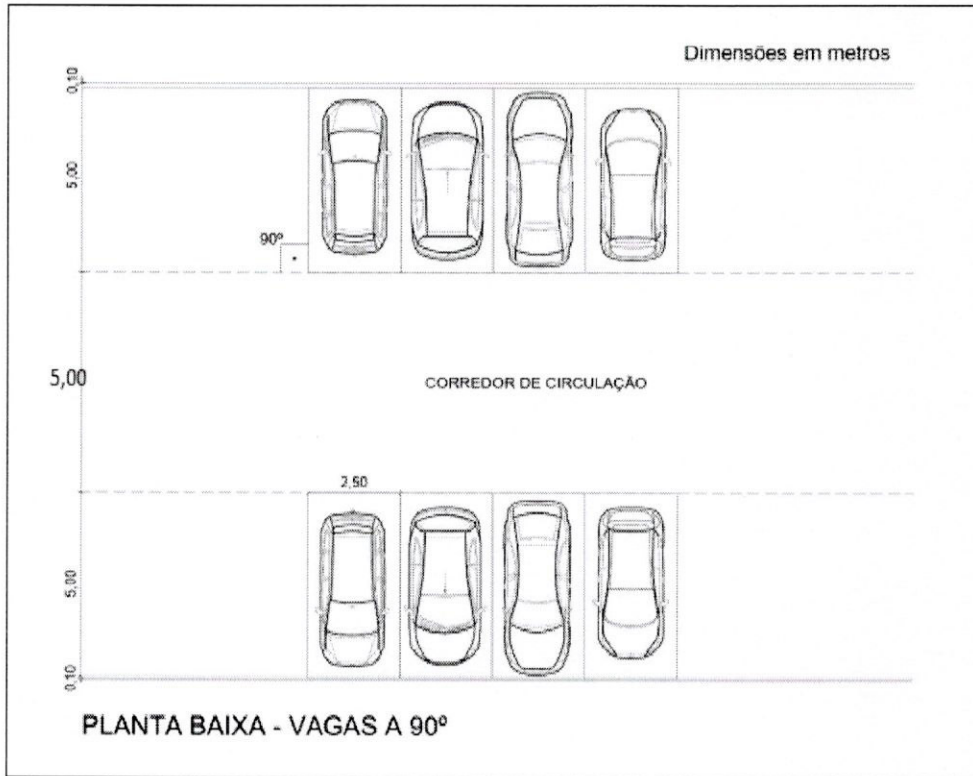 Dimensões em metros
0,10
5,00
90º
5,00
CORREDOR DE CIRCULAÇÃO
2,50
5,00
0,10
PLANTA BAIXA - VAGAS A 90º